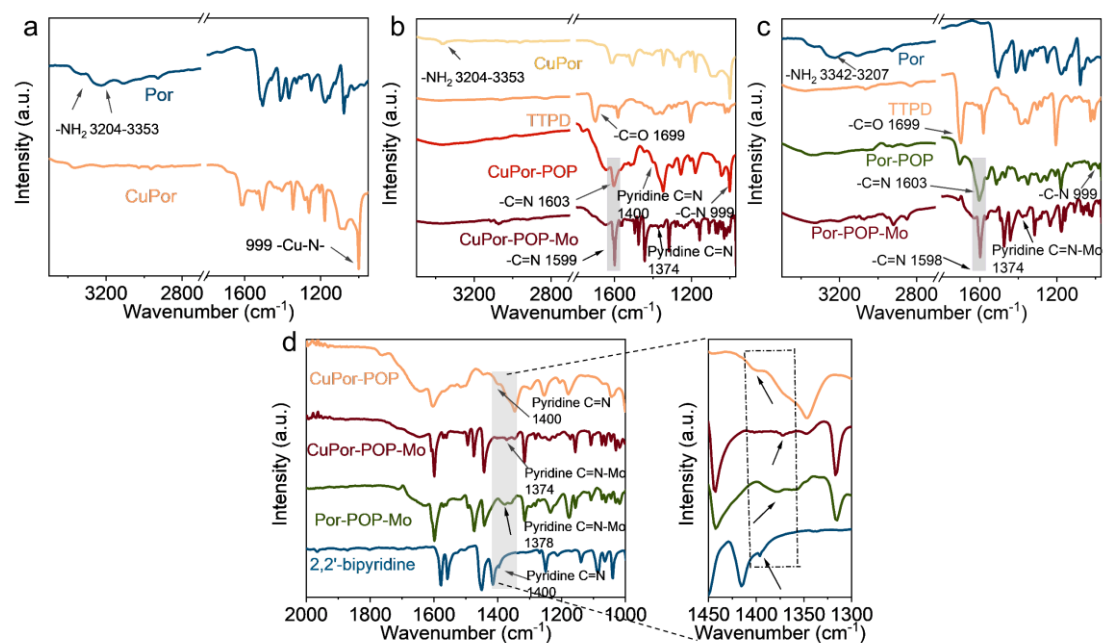 a
Por
-NH2 3204-3353
CuPor
999 -Cu-N-
Intensity (a.u.)
3200 2800 1600 1200
Wavenumber (cm-1)
b
CuPor
-NH2 3204-3353
TTPD
-C=O 1699
CuPor-POP
-C=N 1603
Pyridine C=N
1400
-C-N 999
CuPor-POP-Mo
-C=N 1599
Pyridine C=N
1374
Intensity (a.u.)
3200 2800 1600 1200
Wavenumber (cm-1)
c
Por
-NH2 3342-3207
TTPD
-C=O 1699
Por-POP
-C=N 1603
-C-N 999
Por-POP-Mo
-C=N 1598
Pyridine C=N-Mo
1374
Intensity (a.u.)
3200 2800 1600 1200
Wavenumber (cm-1)
d
CuPor-POP
Pyridine C=N
1400
CuPor-POP-Mo
Pyridine C=N-Mo
1374
Por-POP-Mo
Pyridine C=N-Mo
1378
2,2'-bipyridine
Pyridine C=N
1400
Intensity (a.u.)
2000 1800 1600 1400 1200 1000
Wavenumber (cm-1)
Intensity (a.u.)
1450 1400 1350 1300
Wavenumber (cm-1)